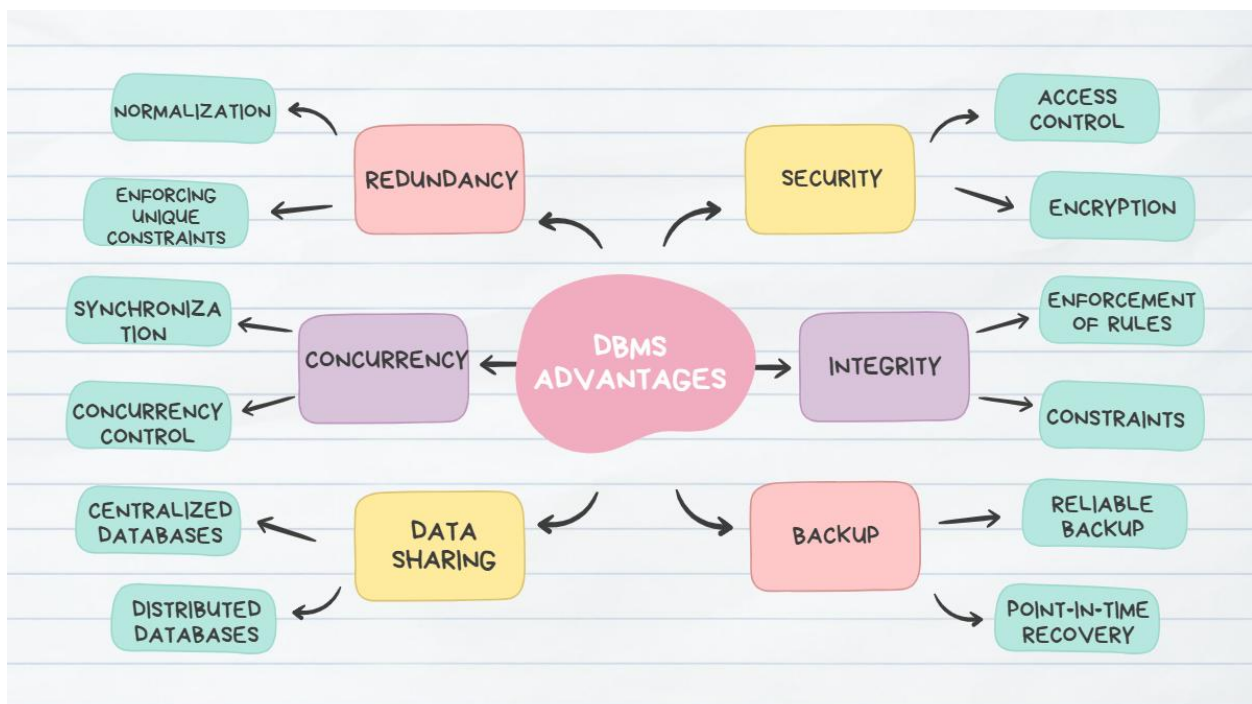 NORMALIZATION
REDUNDANCY
ENFORCING
UNIQUE
CONSTRAINTS
SYNCHRONIZA
TION
CONCURRENCY
CONCURRENCY
CONTROL
CENTRALIZED
DATABASES
DATA
SHARING
DISTRIBUTED
DATABASES
DBMS
ADVANTAGES
SECURITY
ACCESS
CONTROL
ENCRYPTION
INTEGRITY
ENFORCEMENT
OF RULES
CONSTRAINTS
BACKUP
RELIABLE
BACKUP
POINT-IN-TIME
RECOVERY